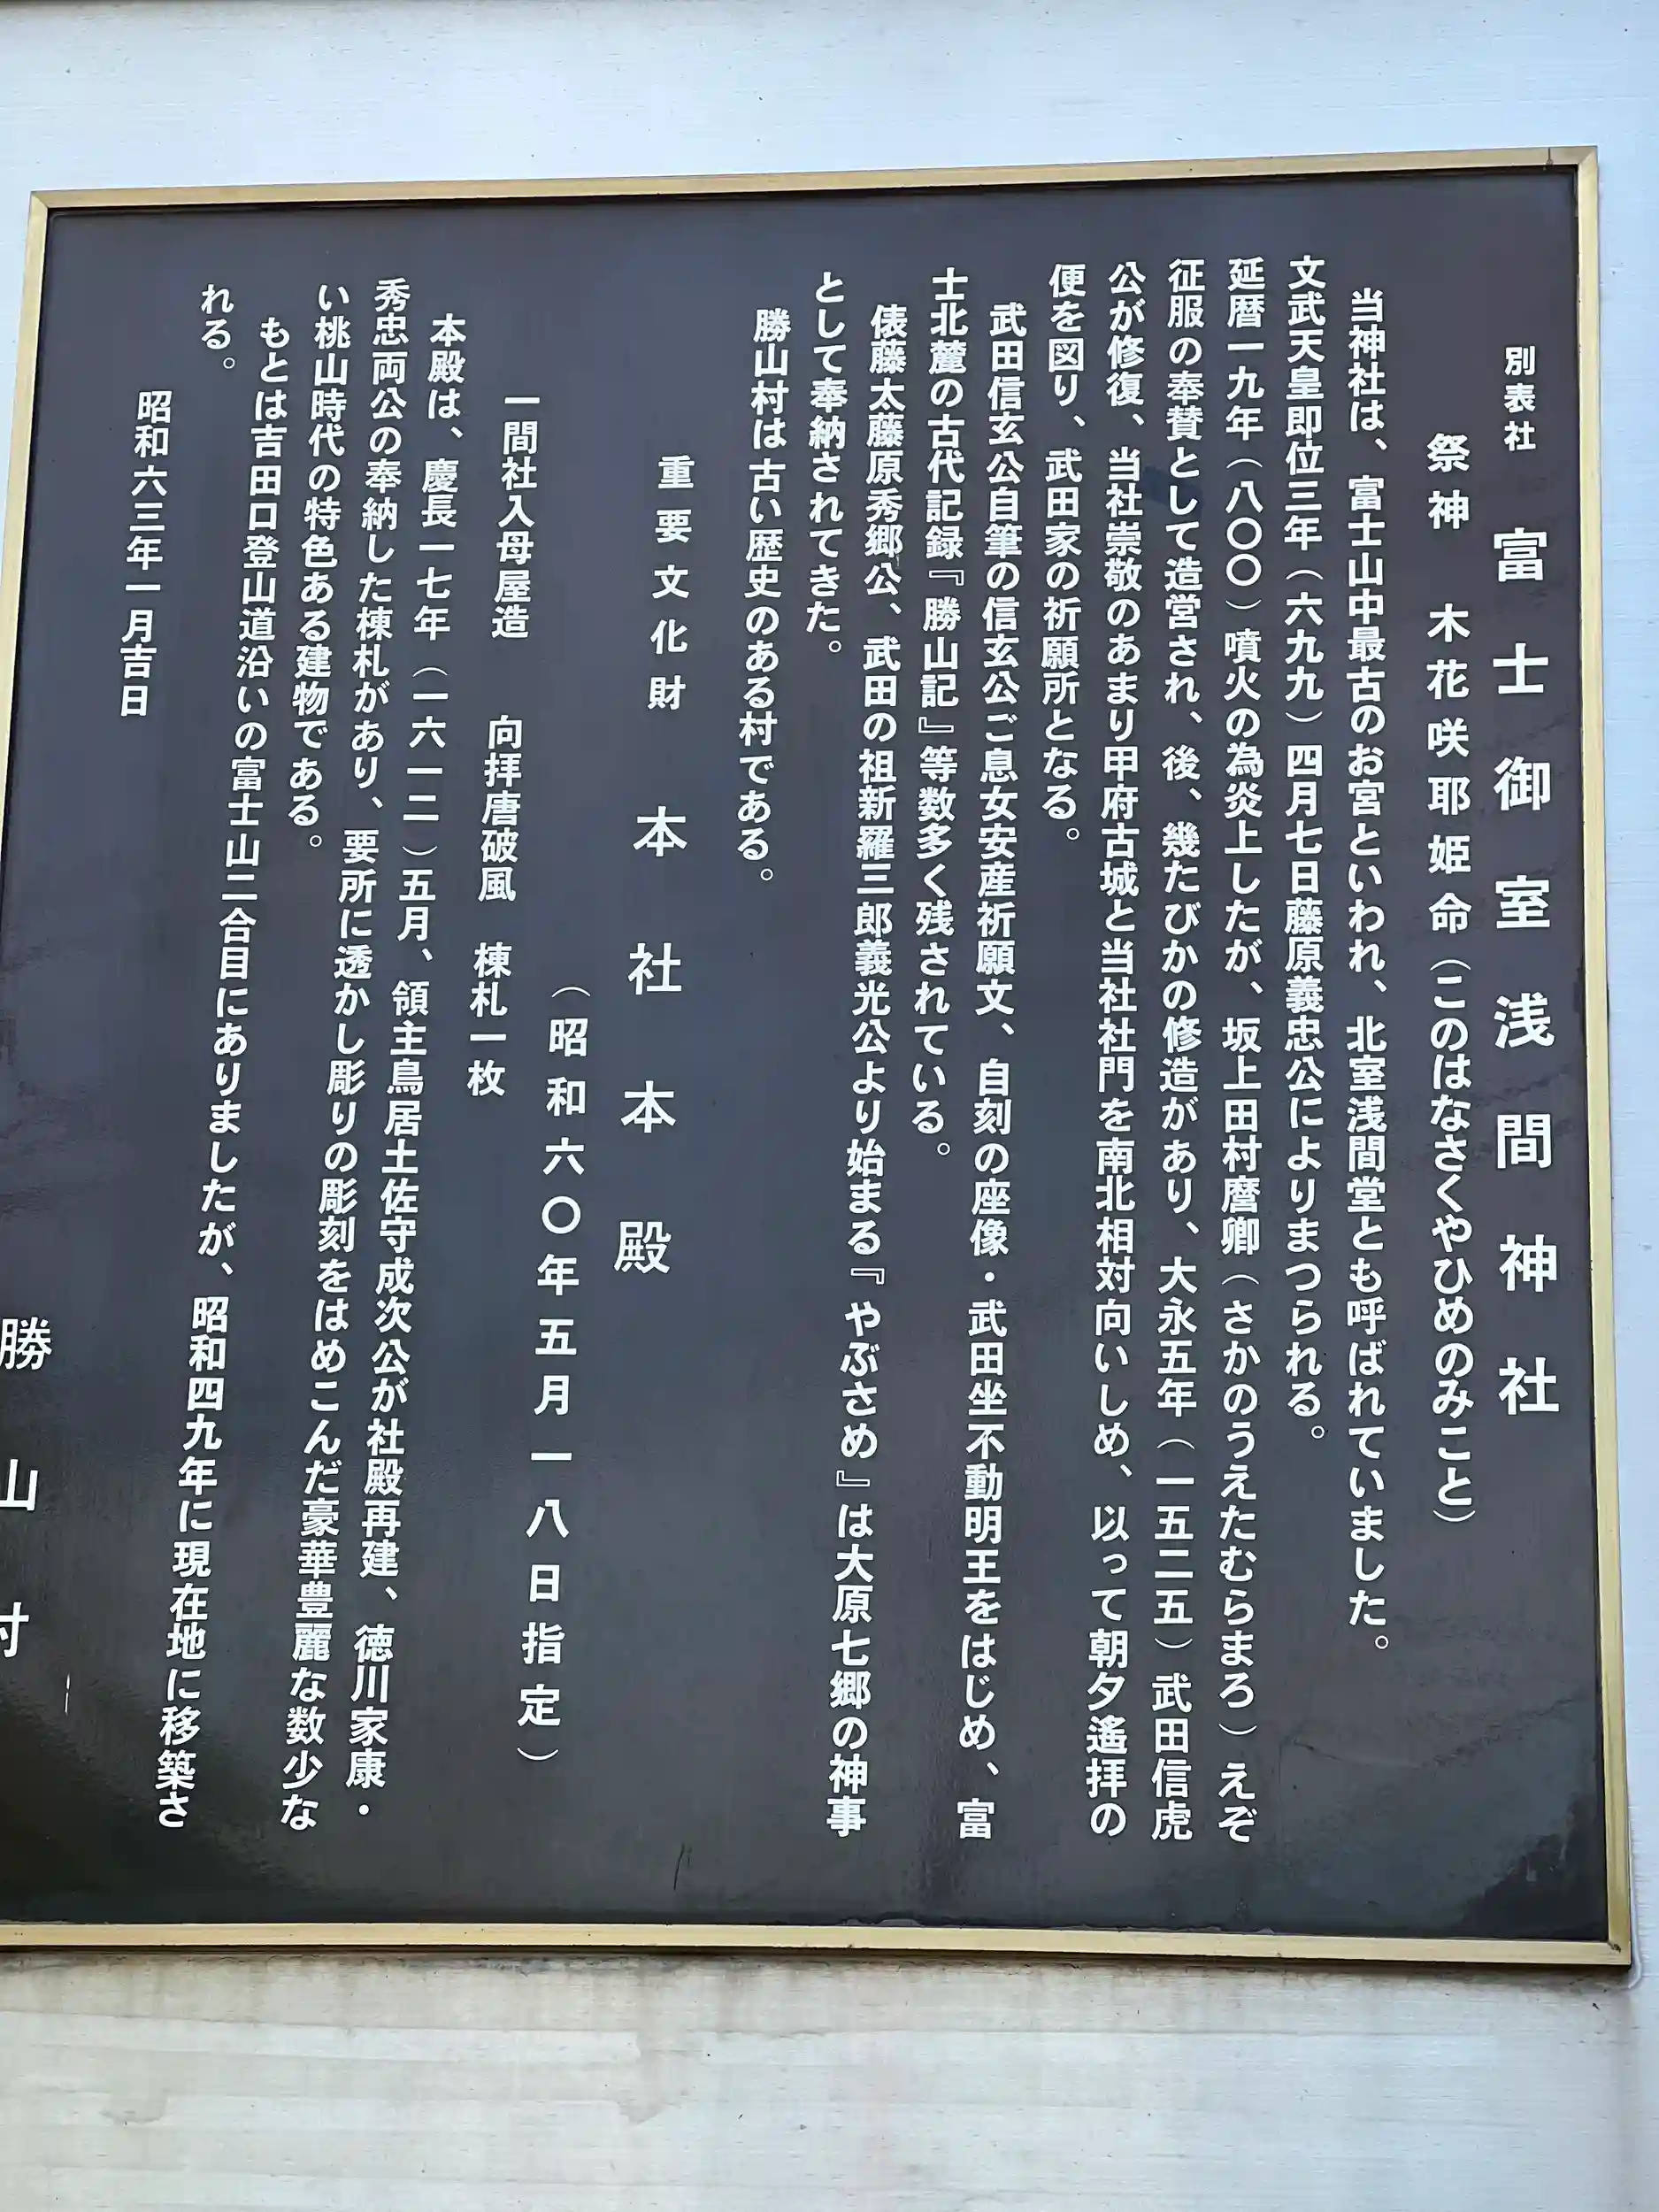 別表社 富士御室浅間神社
祭神 木花咲耶姫命（このはなさくやひめのみこと）
当神社は、富士山中最古のお宮といわれ、北室浅間堂とも呼ばれていました。
文武天皇即位三年（六九九）四月七日藤原義忠公によりまつられる。
延暦一九年（八〇〇）噴火の為炎上したが、坂上田村麿卿（さかのうえたむらまろ）えぞ
征服の奉賛として造営され、後、幾たびかの修造があり、大永五年（一五二五）武田信虎
公が修復、当社崇敬のあまり甲府古城と当社社門を南北相対向いしめ、以って朝夕遙拝の
便を図り、武田家の祈願所となる。
武田信玄公自筆の信玄公ご息女安産祈願文、自刻の座像・武田坐不動明王をはじめ、富
士北麓の古代記録『勝山記』等数多く残されている。
俵藤太藤原秀郷公、武田の祖新羅三郎義光公より始まる『やぶさめ』は大原七郷の神事
として奉納されてきた。
勝山村は古い歴史のある村である。
重要文化財 本社本殿
（昭和六〇年五月一八日指定）
一間社入母屋造 向拝唐破風 棟札一枚
本殿は、慶長一七年（一六一二）五月、領主鳥居土佐守成次公が社殿再建、徳川家康・
秀忠両公の奉納した棟札があり、要所に透かし彫りの彫刻をはめこんだ豪華豊麗な数少な
い桃山時代の特色ある建物である。
もとは吉田口登山道沿いの富士山二合目にありましたが、昭和四九年に現在地に移築さ
れる。
昭和六三年一月吉日
勝山村